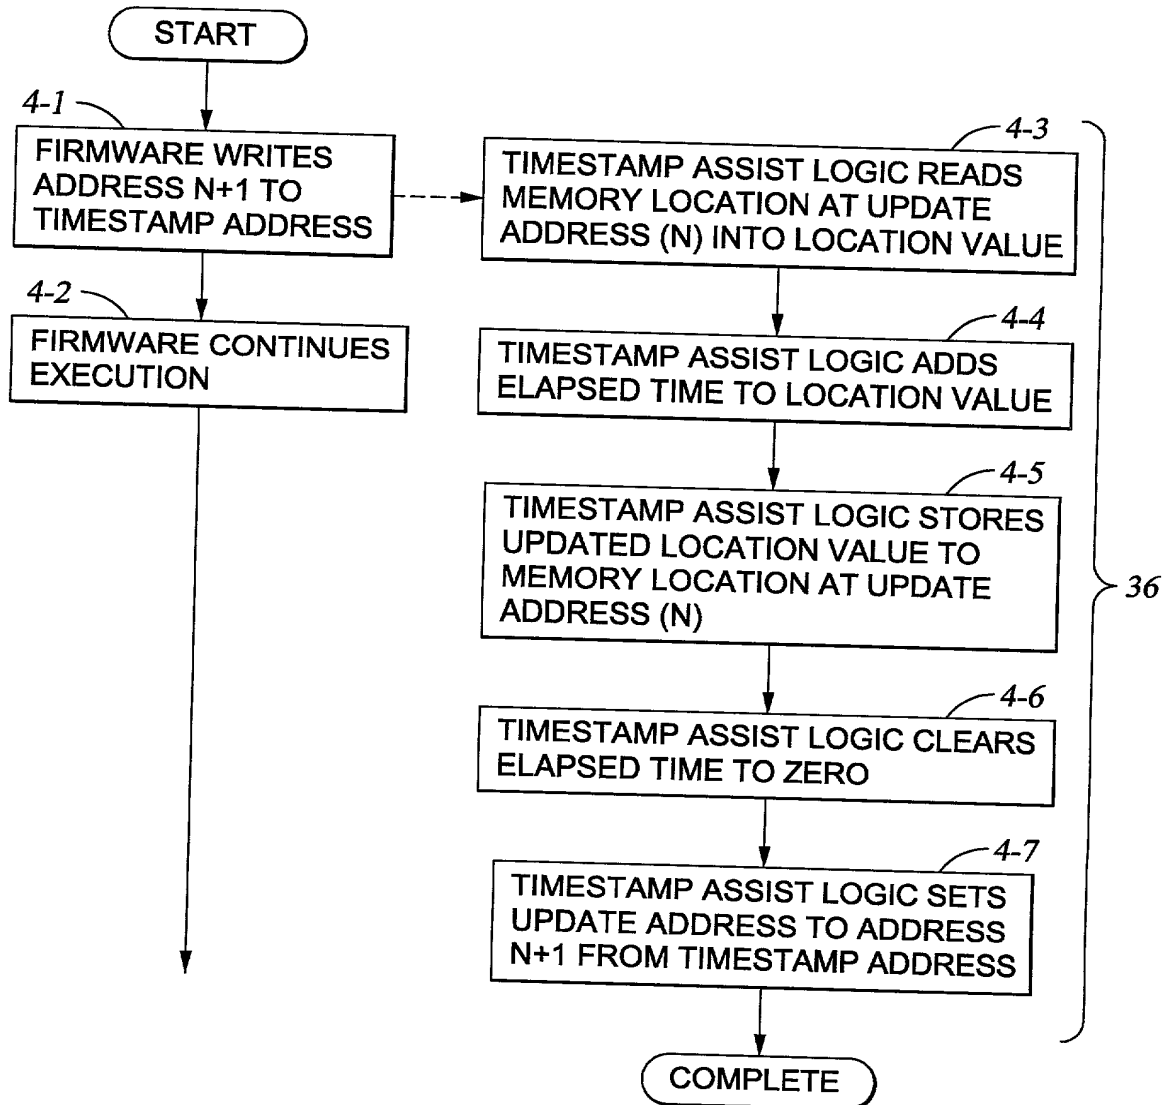 START
4-1
FIRMWARE WRITES
ADDRESS N+1 TO
TIMESTAMP ADDRESS
4-2
FIRMWARE CONTINUES
EXECUTION
4-3
TIMESTAMP ASSIST LOGIC READS
MEMORY LOCATION AT UPDATE
ADDRESS (N) INTO LOCATION VALUE
4-4
TIMESTAMP ASSIST LOGIC ADDS
ELAPSED TIME TO LOCATION VALUE
4-5
TIMESTAMP ASSIST LOGIC STORES
UPDATED LOCATION VALUE TO
MEMORY LOCATION AT UPDATE
ADDRESS (N)
36
4-6
TIMESTAMP ASSIST LOGIC CLEARS
ELAPSED TIME TO ZERO
4-7
TIMESTAMP ASSIST LOGIC SETS
UPDATE ADDRESS TO ADDRESS
N+1 FROM TIMESTAMP ADDRESS
COMPLETE